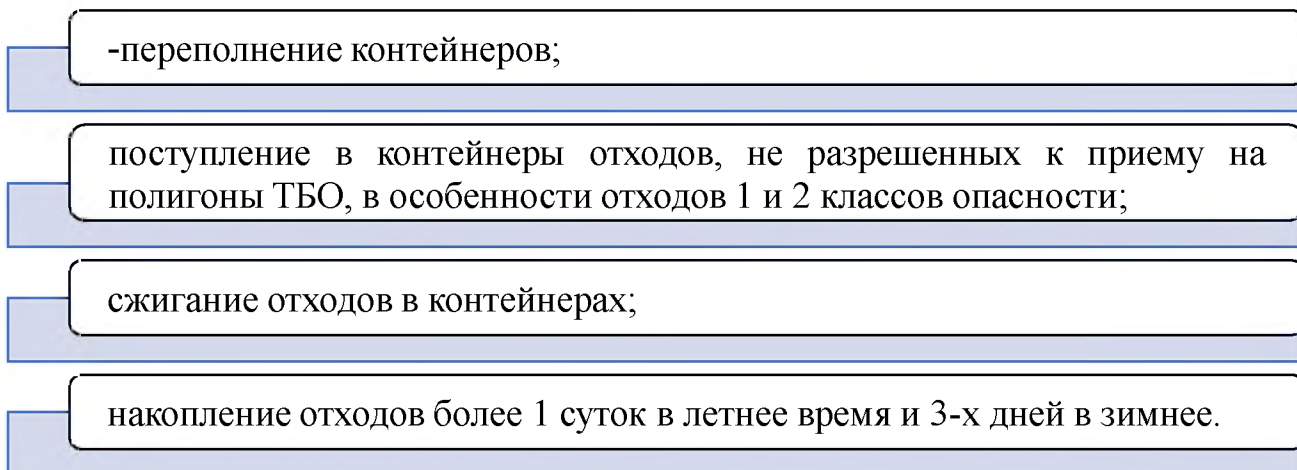 -переполнение контейнеров;
поступление в контейнеры отходов, не разрешенных к приему на
полигоны ТБО, в особенности отходов 1 и 2 классов опасности;
сжигание отходов в контейнерах;
накопление отходов более 1 суток в летнее время и 3-х дней в зимнее.